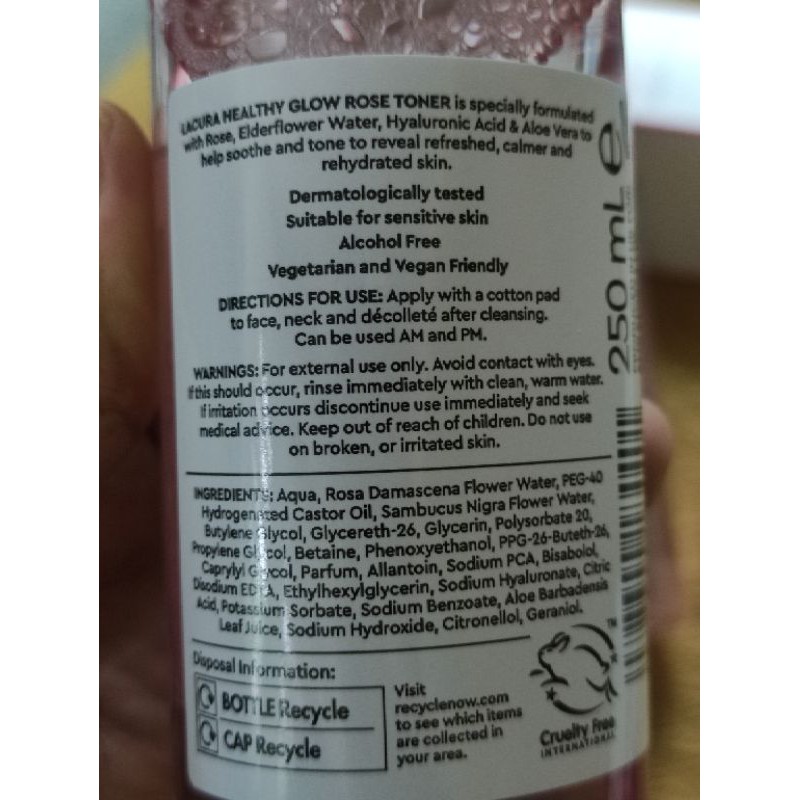 LACURA HEALTHY GLOW ROSE TONER is specially formulated
with Rose, Elderflower Water, Hyaluronic Acid & Aloe Vera to
help soothe and tone to reveal refreshed, calmer and
rehydrated skin.
Dermatologically tested
Suitable for sensitive skin
Alcohol Free
Vegetarian and Vegan Friendly
DIRECTIONS FOR USE: Apply with a cotton pad
to face, neck and décolleté after cleansing.
Can be used AM and PM.
WARNINGS: For external use only. Avoid contact with eyes.
If this should occur, rinse immediately with clean, warm water.
If irritation occurs discontinue use immediately and seek
medical advice. Keep out of reach of children. Do not use
on broken, or irritated skin.
INGREDIENTS: Aqua, Rosa Damascena Flower Water, PEG-40
Hydrogenated Castor Oil, Sambucus Nigra Flower Water,
Butylene Glycol, Glycereth-26, Glycerin, Polysorbate 20,
Propylene Glycol, Betaine, Phenoxyethanol, PPG-26-Buteth-26,
Caprylyl Glycol, Parfum, Allantoin, Sodium PCA, Bisabolol,
Disodium EDTA, Ethylhexylglycerin, Sodium Hyaluronate, Citric
Acid, Potassium Sorbate, Sodium Benzoate, Aloe Barbadensis
Leaf Juice, Sodium Hydroxide, Citronellol, Geraniol.
Disposal Information:
BOTTLE Recycle
CAP Recycle
Visit
recyclenow.com
to see which items
are collected in
your area.
TM
Cruelty Free
INTERNATIONAL
250 mL e